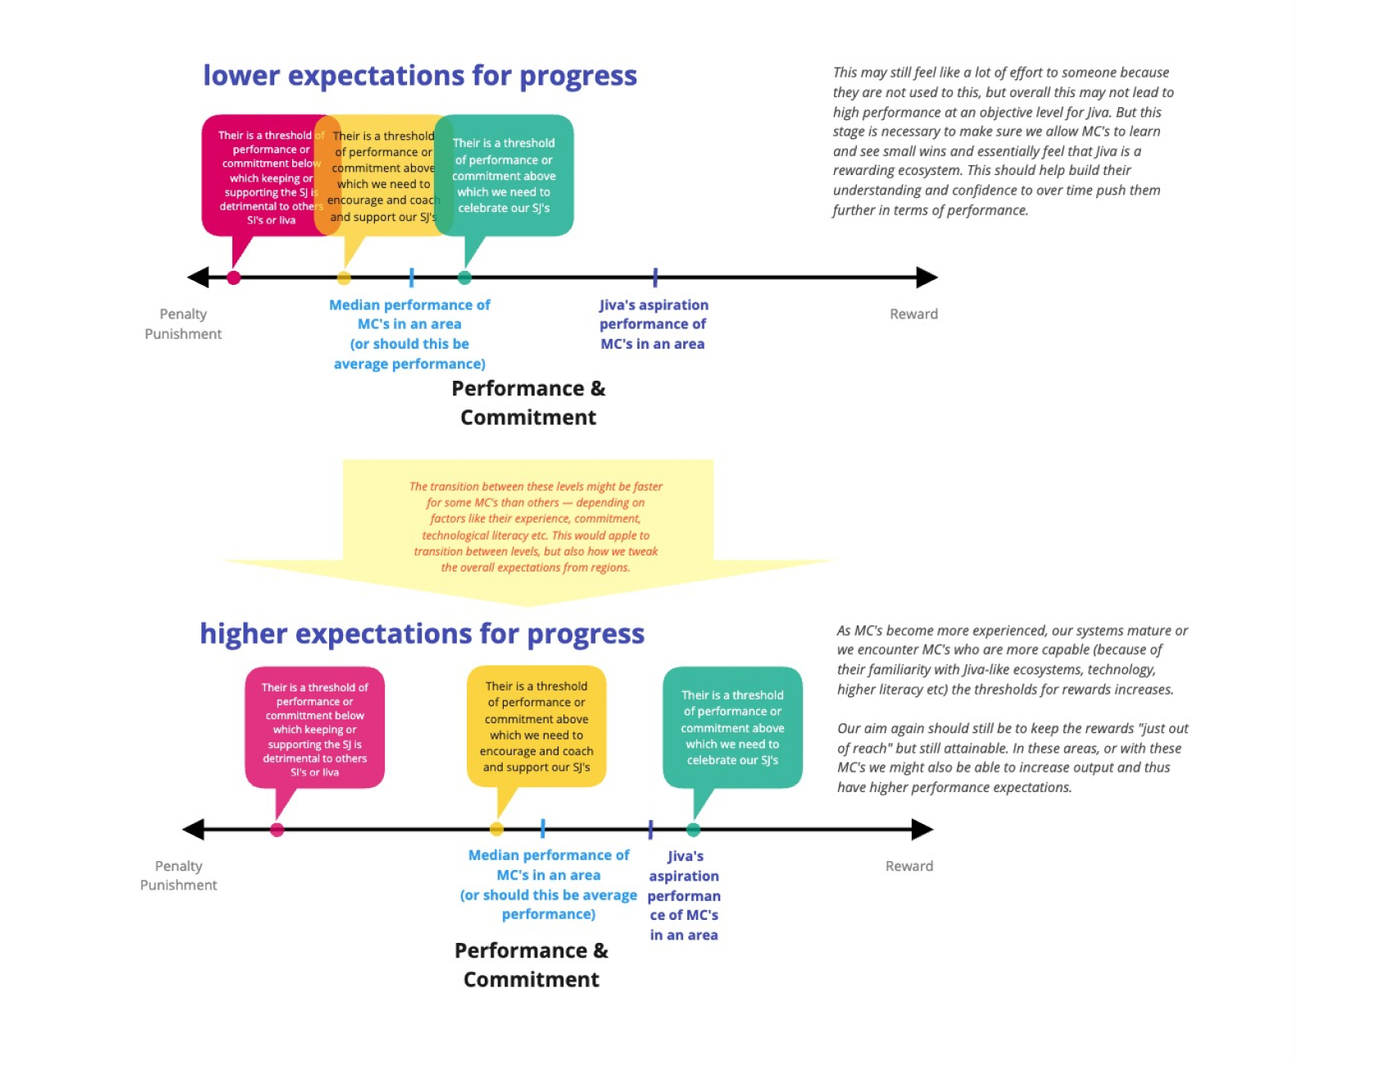 lower expectations for progress
This may still feel like a lot of effort to someone because
they are not used to this, but overall this may not lead to
high performance at an objective level for Jiva. But this
stage is necessary to make sure we allow MC's to learn
and see small wins and essentially feel that Jiva is a
rewarding ecosystem. This should help build their
understanding and confidence to over time push them
further in terms of performance.
Their is a threshold of
performance or
committment below
which keeping or
supporting the SJ is
detrimental to others
SI's or liva
Their is a threshold
of performance or
commitment above
which we need to
encourage and coach
and support our SJ's
Their is a threshold
of performance or
commitment above
which we need to
celebrate our SJ's
Penalty
Punishment
Median performance of
MC's in an area
(or should this be
average performance)
Jiva's aspiration
performance of
MC's in an area
Reward
Performance &
Commitment
The transition between these levels might be faster
for some MC's than others — depending on
factors like their experience, commitment,
technological literacy etc. This would apple to
transition between levels, but also how we tweak
the overall expectations from regions.
higher expectations for progress
As MC's become more experienced, our systems mature or
we encounter MC's who are more capable (because of
their familiarity with Jiva-like ecosystems, technology,
higher literacy etc) the thresholds for rewards increases.
Our aim again should still be to keep the rewards "just out
of reach" but still attainable. In these areas, or with these
MC's we might also be able to increase output and thus
have higher performance expectations.
Their is a threshold of
performance or
committment below
which keeping or
supporting the SJ is
detrimental to others
SI's or liva
Their is a threshold
of performance or
commitment above
which we need to
encourage and coach
and support our SJ's
Their is a threshold
of performance or
commitment above
which we need to
celebrate our SJ's
Penalty
Punishment
Median performance of
MC's in an area
(or should this be average
performance)
Jiva's
aspiration
performan
ce of MC's
in an area
Reward
Performance &
Commitment